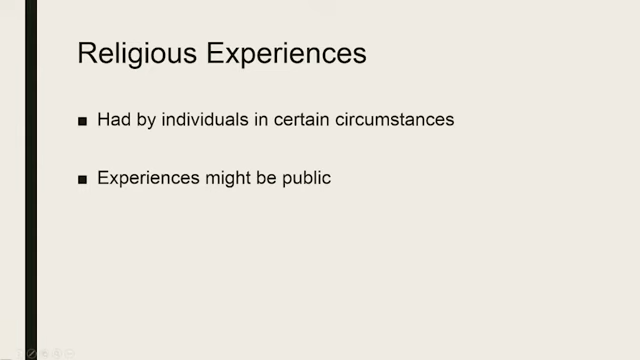 Religious Experiences
■ Had by individuals in certain circumstances
■ Experiences might be public